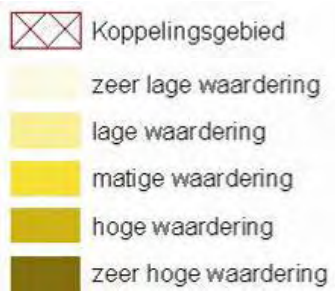 Koppelingsgebied
zeer lage waardering
lage waardering
matige waardering
hoge waardering
zeer hoge waardering